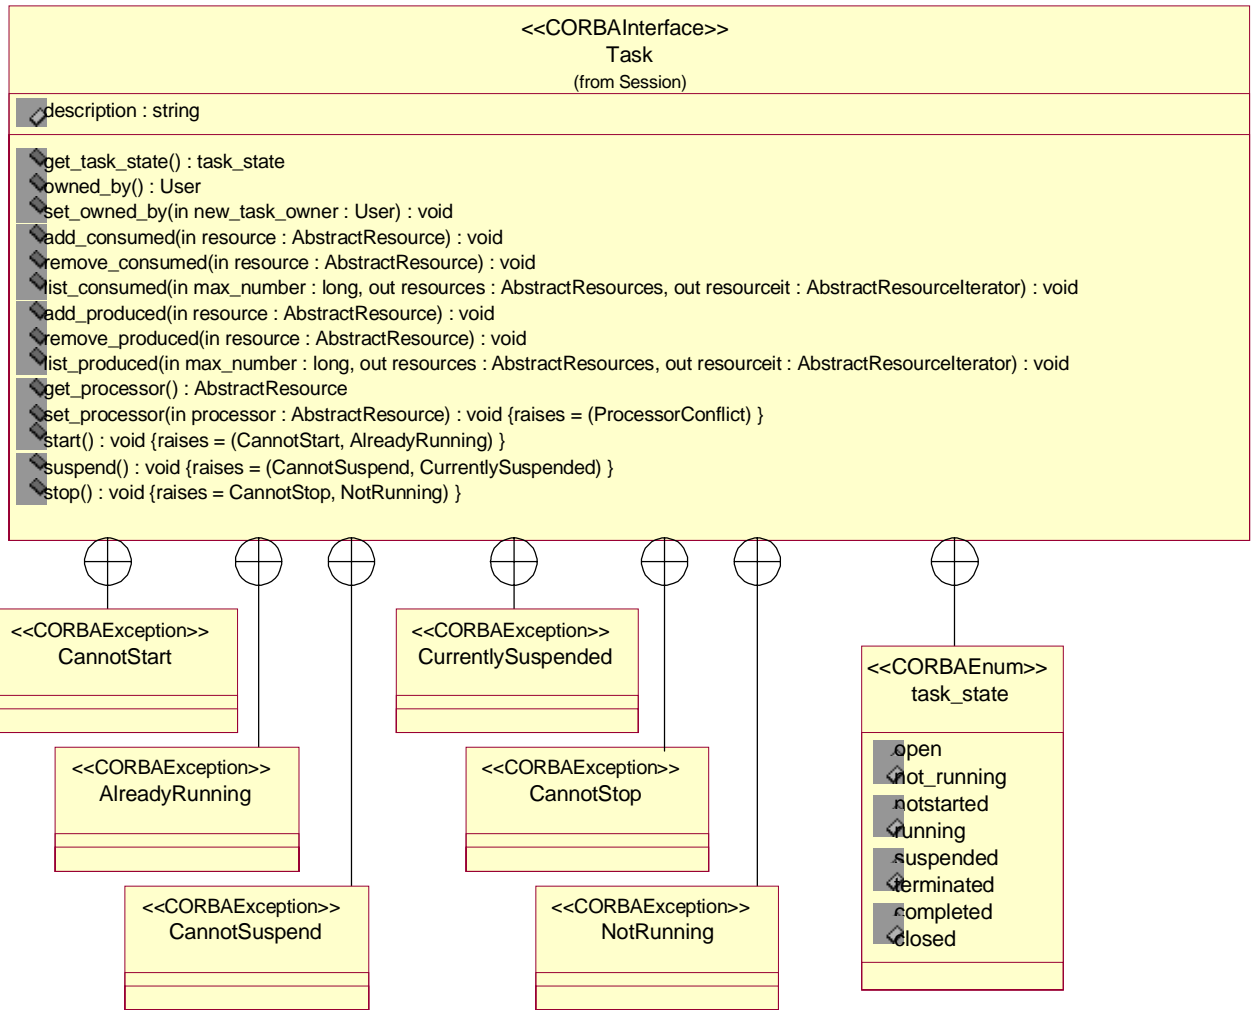 <<CORBAInterface>>
Task
(from Session)
description : string
get_task_state() : task_state
owned_by() : User
set_owned_by(in new_task_owner : User) : void
add_consumed(in resource : AbstractResource) : void
remove_consumed(in resource : AbstractResource) : void
list_consumed(in max_number : long, out resources : AbstractResources, out resourceit : AbstractResourceIterator) : void
add_produced(in resource : AbstractResource) : void
remove_produced(in resource : AbstractResource) : void
list_produced(in max_number : long, out resources : AbstractResources, out resourceit : AbstractResourceIterator) : void
get_processor() : AbstractResource
set_processor(in processor : AbstractResource) : void {raises = (ProcessorConflict) }
start() : void {raises = (CannotStart, AlreadyRunning) }
suspend() : void {raises = (CannotSuspend, CurrentlySuspended) }
stop() : void {raises = CannotStop, NotRunning) }
<<CORBAException>>
CannotStart
<<CORBAException>>
CurrentlySuspended
<<CORBAEnum>>
task_state
open
not_running
notstarted
running
suspended
terminated
completed
closed
<<CORBAException>>
AlreadyRunning
<<CORBAException>>
CannotStop
<<CORBAException>>
CannotSuspend
<<CORBAException>>
NotRunning